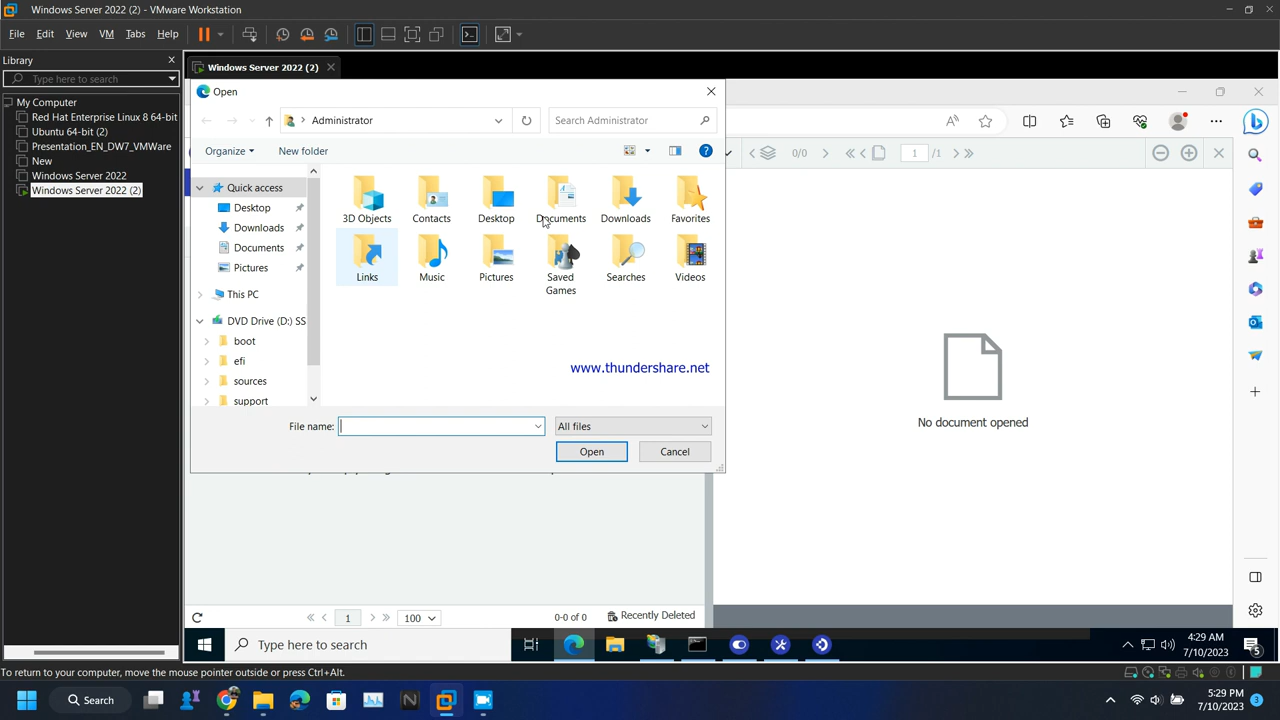 Windows Server 2022 (2) - VMware Workstation
File Edit View VM Tabs Help
Library
Type here to search
My Computer
Red Hat Enterprise Linux 8 64-bit
Ubuntu 64-bit (2)
Presentation_EN_DW7_VMWare
New
Windows Server 2022
Windows Server 2022 (2)
Windows Server 2022 (2)
Open
Administrator
Search Administrator
Organize
New folder
Quick access
Desktop
Downloads
Documents
Pictures
This PC
DVD Drive (D:) SS
boot
efi
sources
support
3D Objects
Contacts
Desktop
Documents
Downloads
Favorites
Links
Music
Pictures
Saved Games
Searches
Videos
www.thundershare.net
File name:
All files
Open
Cancel
0/0
1 /1
No document opened
1
100
0-0 of 0
Recently Deleted
Type here to search
4:29 AM
7/10/2023
5
To return to your computer, move the mouse pointer outside or press Ctrl+Alt.
Search
5:29 PM
7/10/2023
3